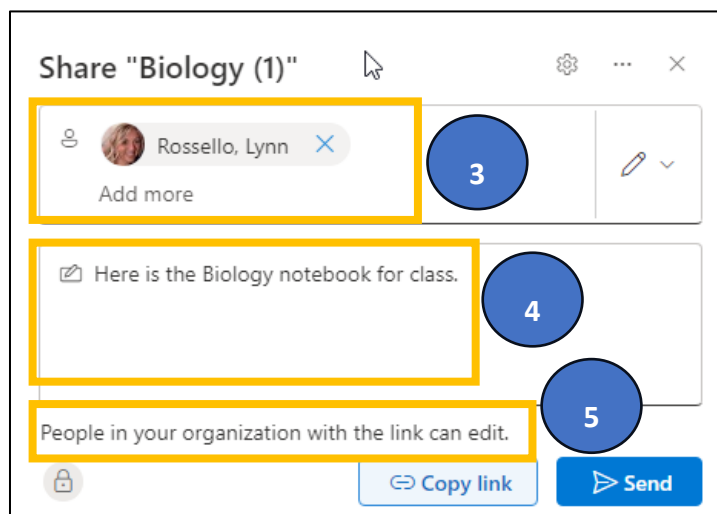 Share "Biology (1)"
Rossello, Lynn
Add more
3
Here is the Biology notebook for class.
4
5
People in your organization with the link can edit.
Copy link
Send